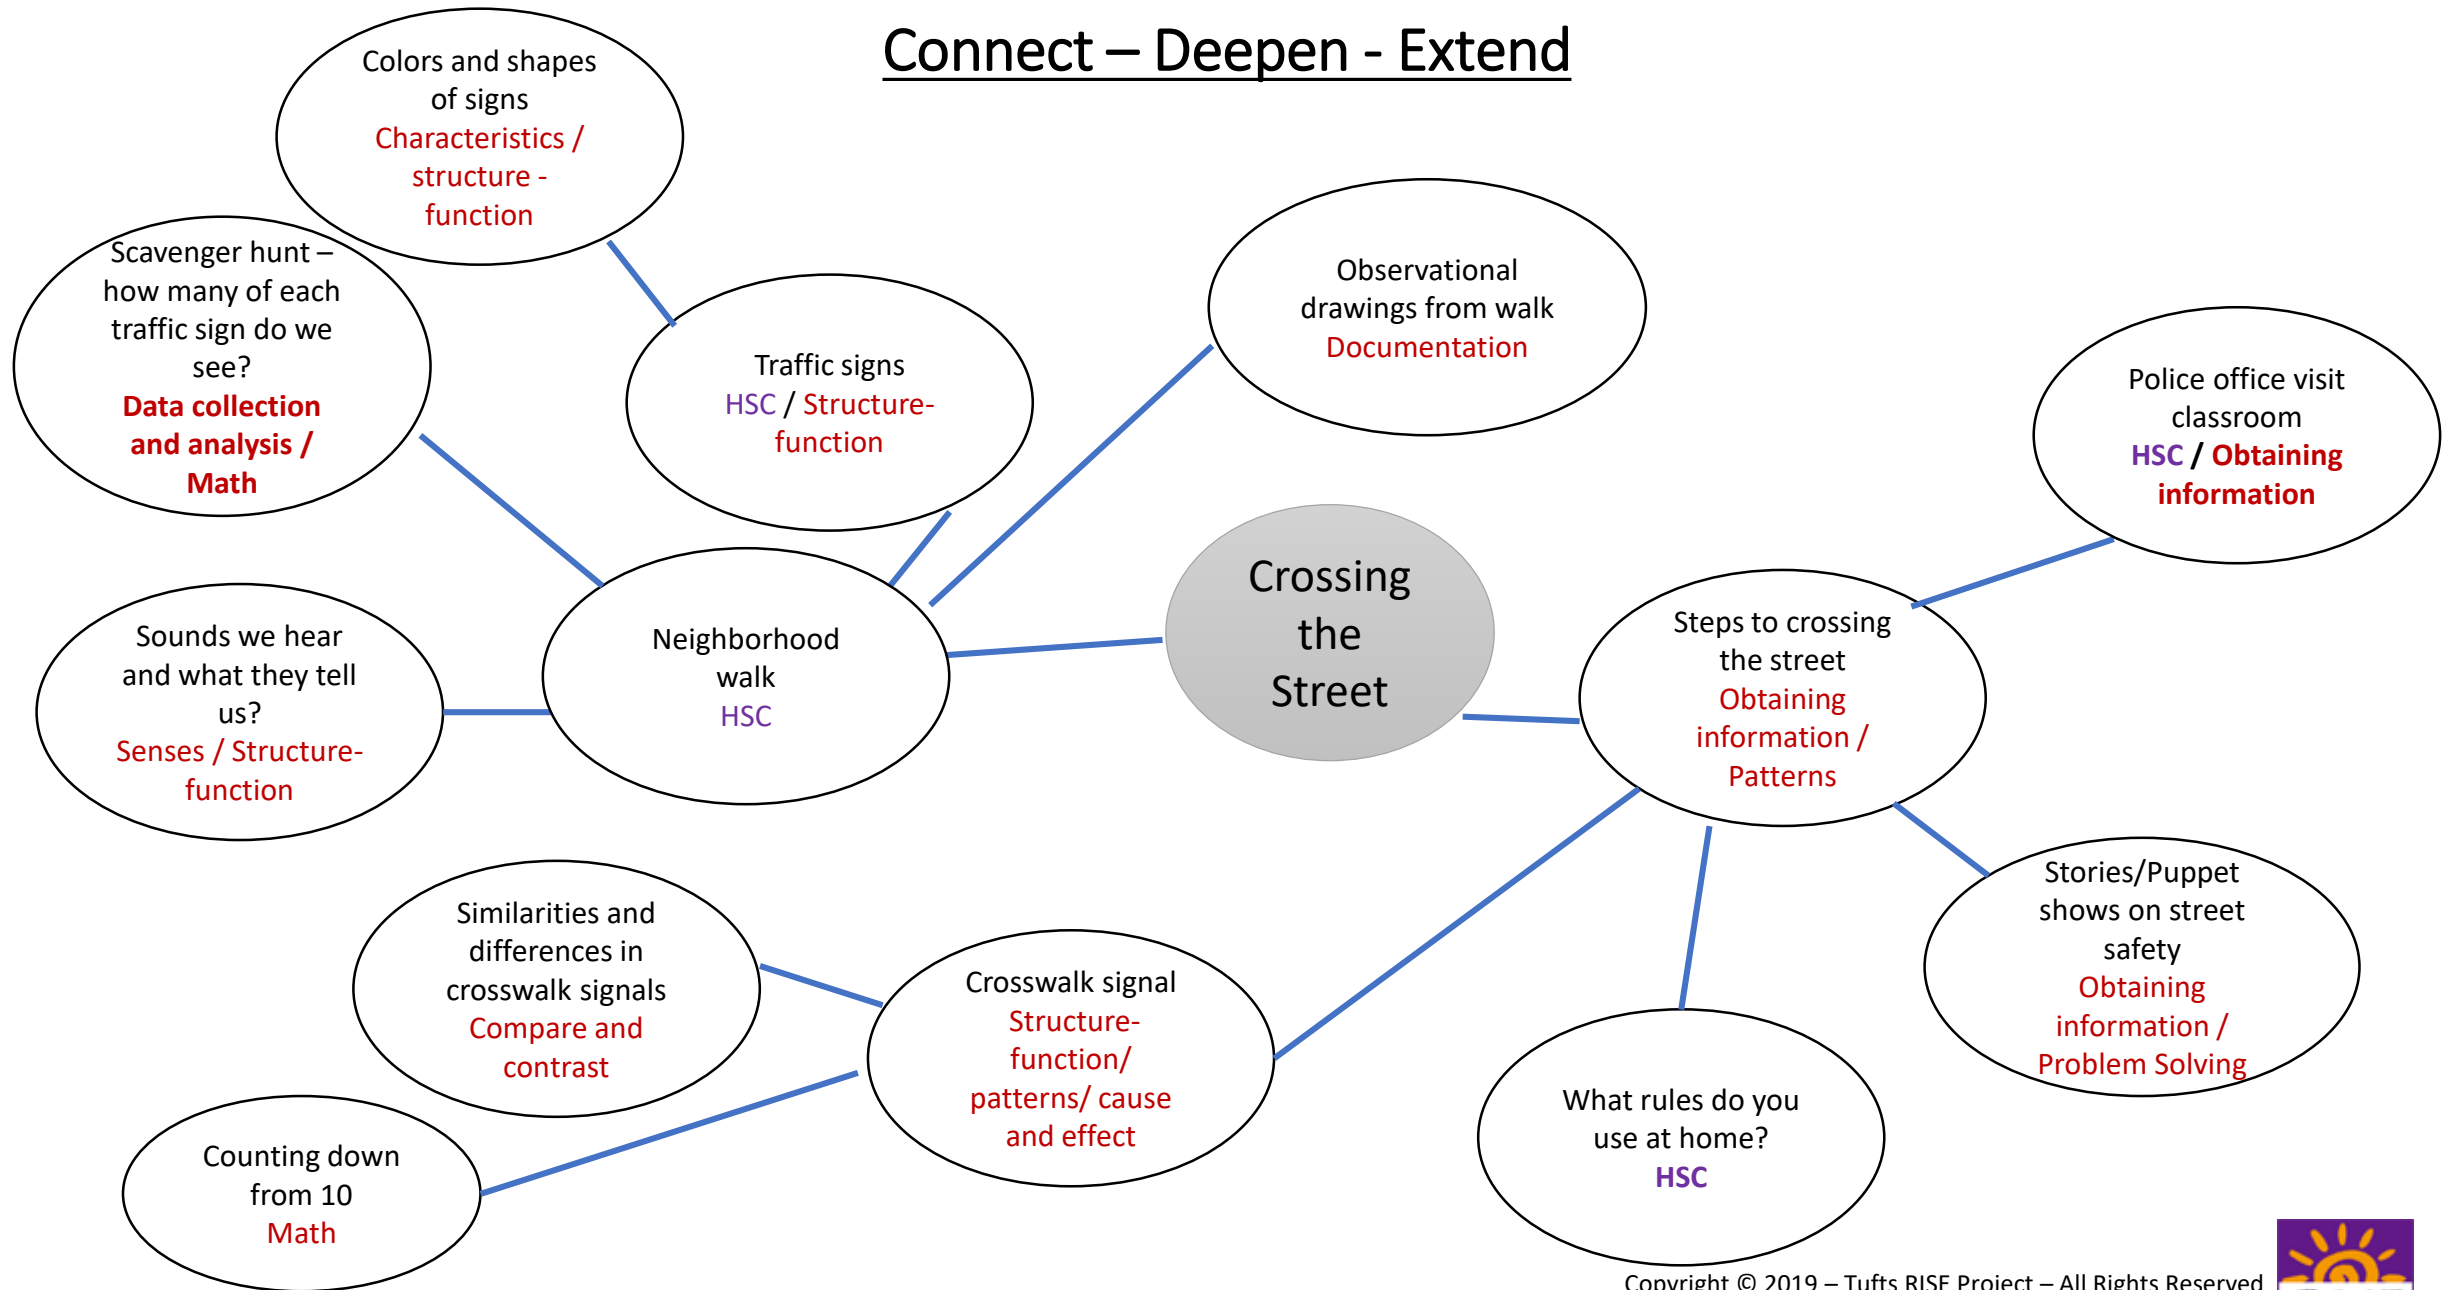 Connect – Deepen - Extend
Colors and shapes
of signs
Characteristics /
structure -
function
Scavenger hunt –
how many of each
traffic sign do we
see?
Data collection
and analysis /
Math
Traffic signs
HSC / Structure-
function
Observational
drawings from walk
Documentation
Police office visit
classroom
HSC / Obtaining
information
Sounds we hear
and what they tell
us?
Senses / Structure-
function
Neighborhood
walk
HSC
Crossing
the
Street
Steps to crossing
the street
Obtaining
information /
Patterns
Similarities and
differences in
crosswalk signals
Compare and
contrast
Crosswalk signal
Structure-
function/
patterns/ cause
and effect
Stories/Puppet
shows on street
safety
Obtaining
information /
Problem Solving
What rules do you
use at home?
HSC
Counting down
from 10
Math
Copyright © 2019 – Tufts RISE Project – All Rights Reserved